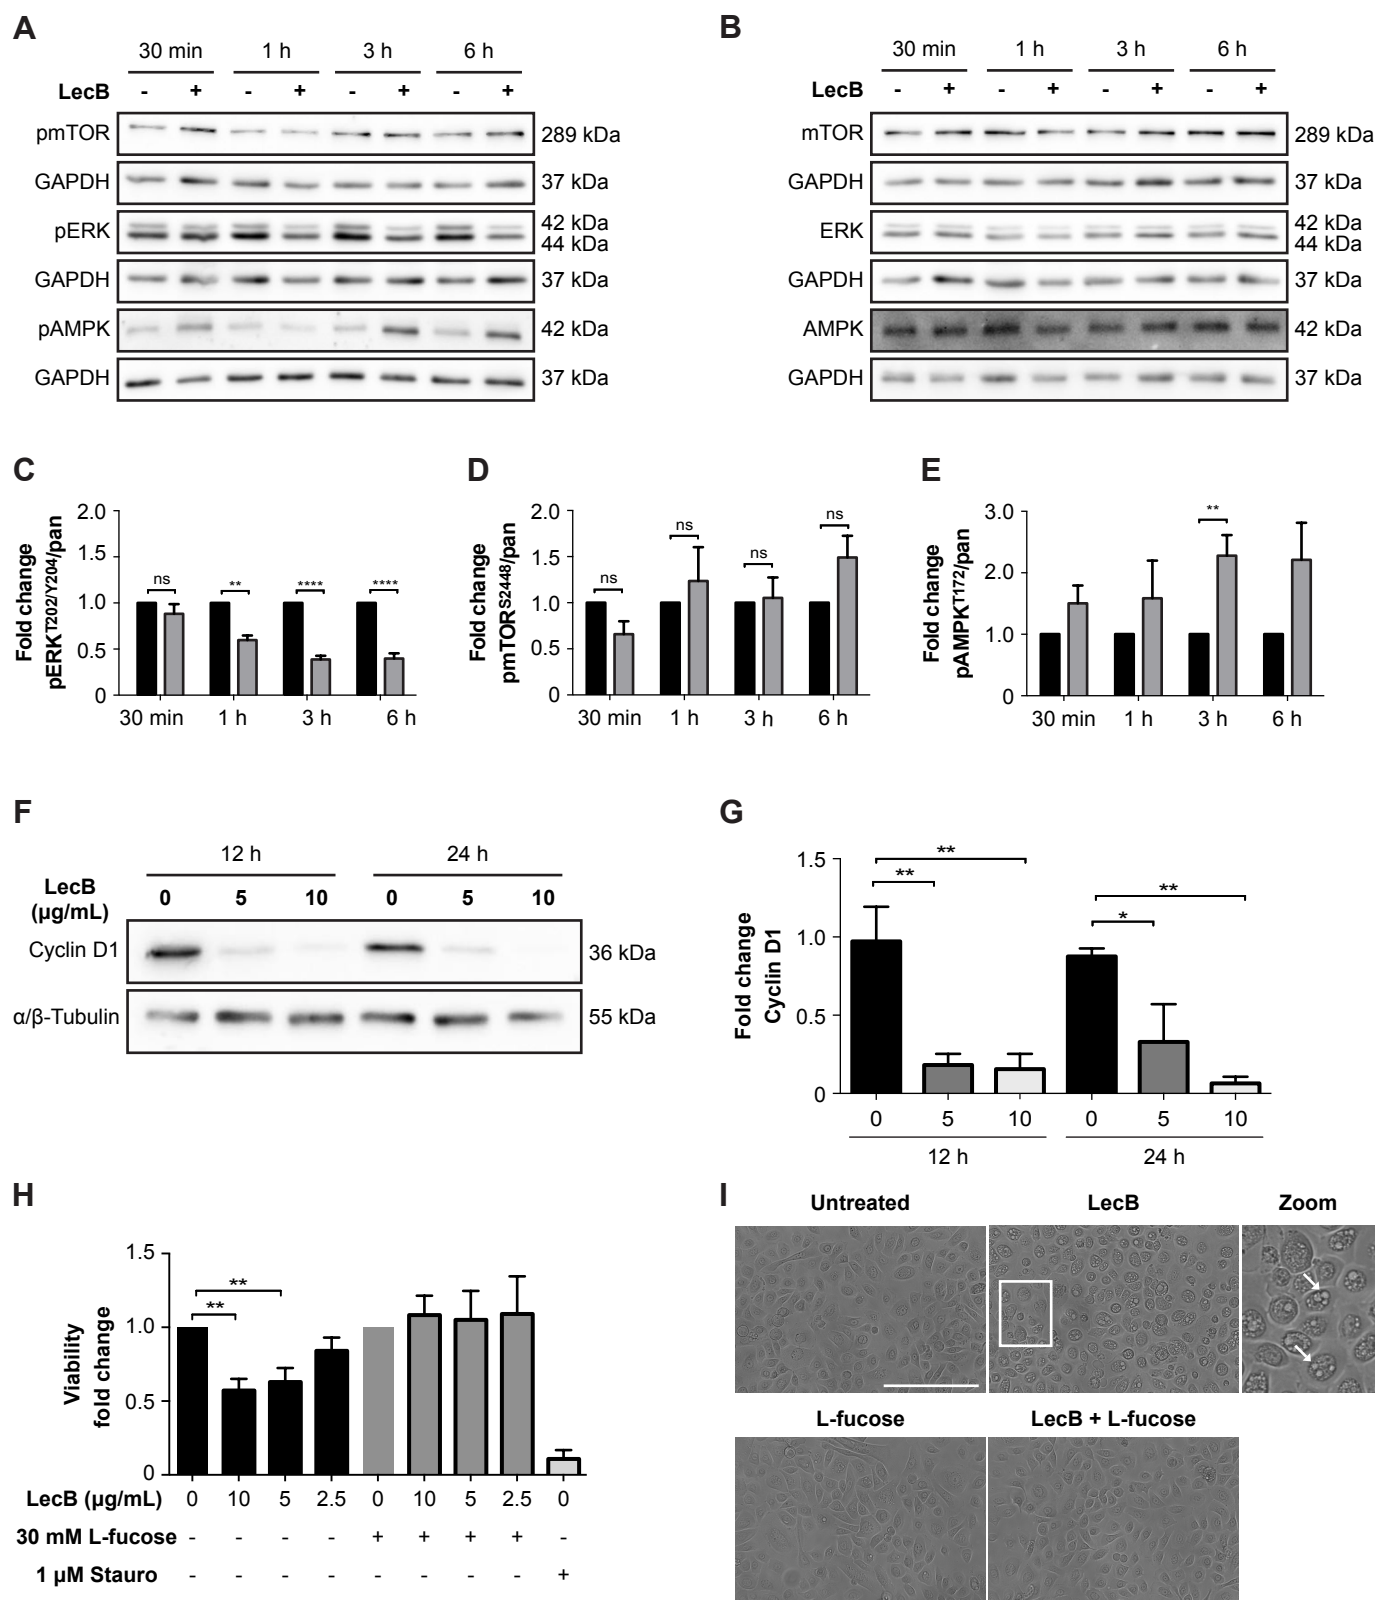 A
30 min 1 h 3 h 6 h
LecB - + - + - + - +
pmTOR 289 kDa
GAPDH 37 kDa
pERK 42 kDa
44 kDa
GAPDH 37 kDa
pAMPK 42 kDa
GAPDH 37 kDa
B
30 min 1 h 3 h 6 h
LecB - + - + - + - +
mTOR 289 kDa
GAPDH 37 kDa
ERK 42 kDa
44 kDa
GAPDH 37 kDa
AMPK 42 kDa
GAPDH 37 kDa
C
Fold change
pERKT202/Y204/pan
2.0
1.5
1.0
0.5
0
ns ** **** ****
30 min 1 h 3 h 6 h
D
Fold change
pmTORS2448/pan
2.0
1.5
1.0
0.5
0
ns ns ns ns
30 min 1 h 3 h 6 h
E
Fold change
pAMPKT172/pan
3.0
2.0
1.0
0
**
30 min 1 h 3 h 6 h
F
12 h 24 h
LecB
(µg/mL) 0 5 10 0 5 10
Cyclin D1 36 kDa
α/β-Tubulin 55 kDa
G
Fold change
Cyclin D1
1.5
1.0
0.5
0
** ** * **
0 5 10 0 5 10
12 h 24 h
H
Viability
fold change
1.5
1.0
0.5
0
** **
LecB (µg/mL) 0 10 5 2.5 0 10 5 2.5 0
30 mM L-fucose - - - - + + + + -
1 µM Stauro - - - - - - - - +
I
Untreated LecB Zoom
L-fucose LecB + L-fucose